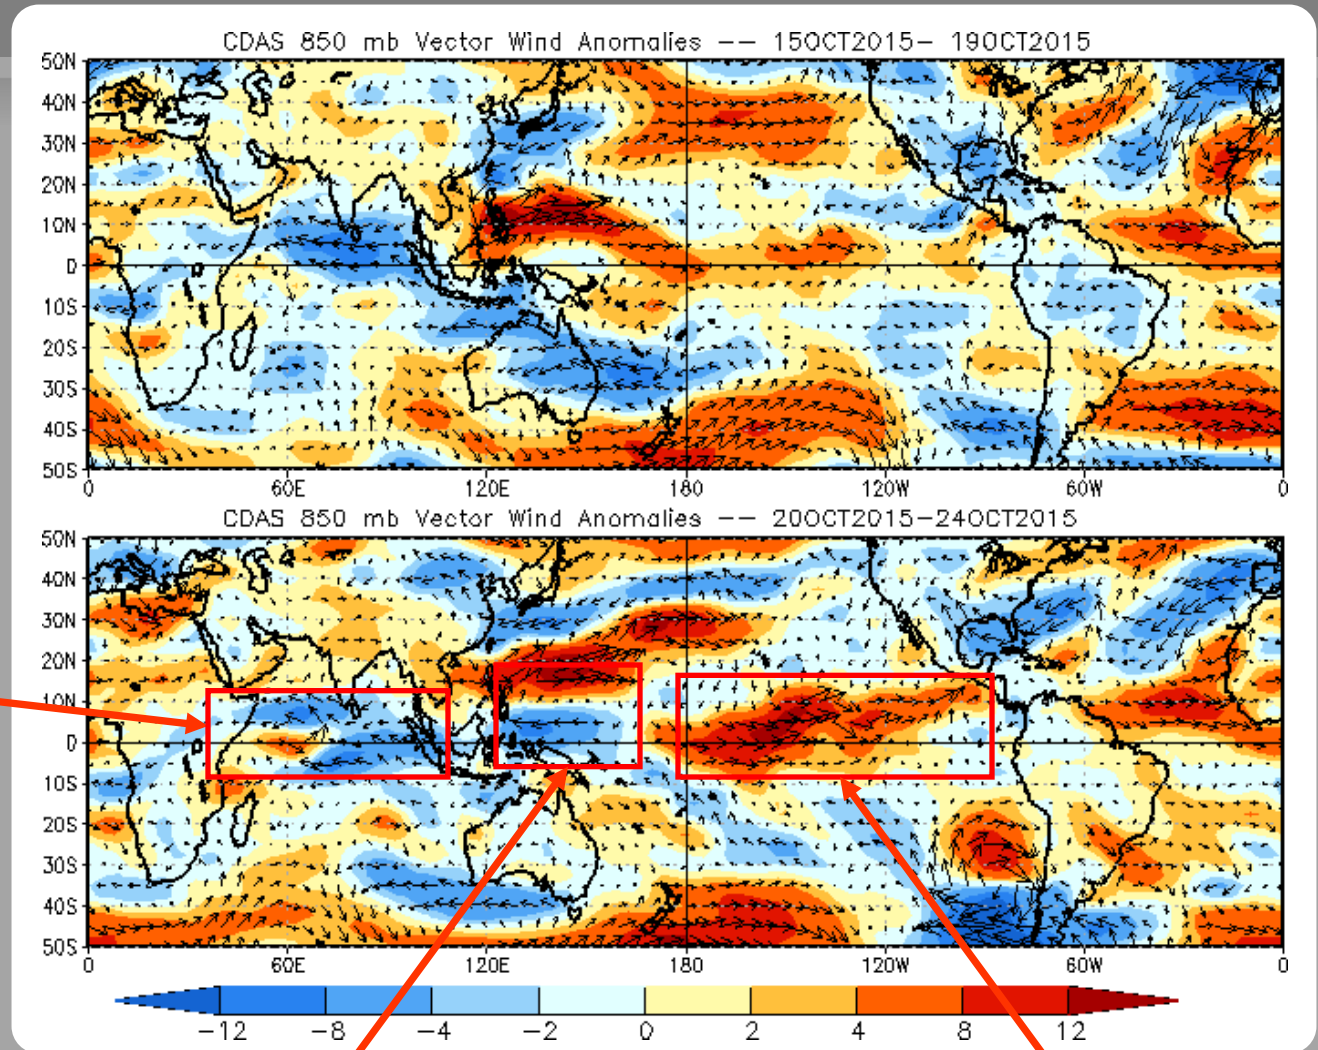 CDAS 850 mb Vector Wind Anomalies -- 15OCT2015- 19OCT2015
50N
40N
30N
20N
10N
0
10S
20S
30S
40S
50S
0 60E 120E 180 120W 60W 0
CDAS 850 mb Vector Wind Anomalies -- 20OCT2015-24OCT2015
50N
40N
30N
20N
10N
0
10S
20S
30S
40S
50S
0 60E 120E 180 120W 60W 0
-12 -8 -4 -2 0 2 4 8 12